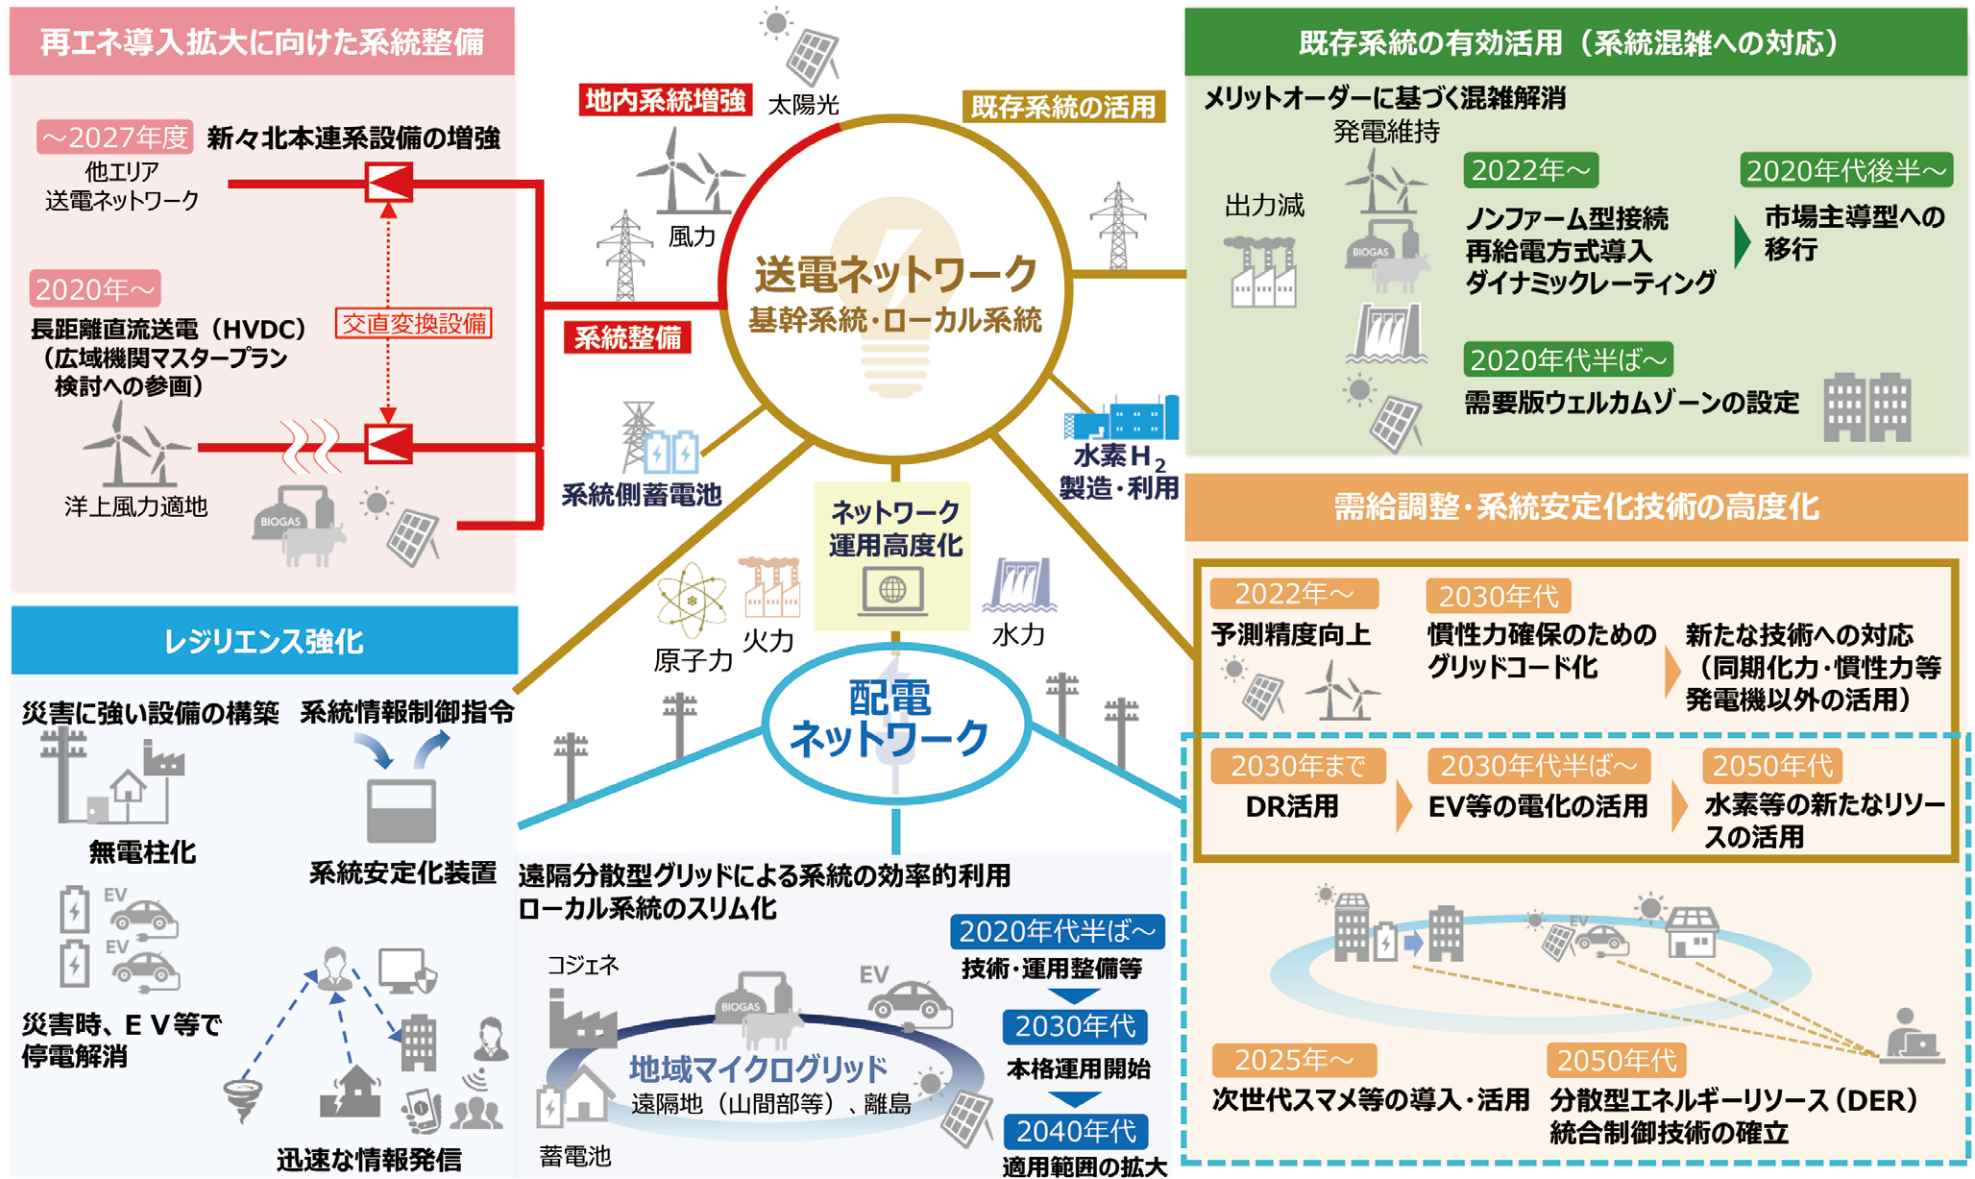 再エネ導入拡大に向けた系統整備
～2027年度
新々北本連系設備の増強
他エリア
送電ネットワーク
2020年～
長距離直流送電（HVDC）
（広域機関マスタープラン
検討への参画）
交直変換設備
洋上風力適地
BIOGAS
地内系統増強
太陽光
風力
系統整備
既存系統の活用
送電ネットワーク
基幹系統・ローカル系統
系統側蓄電池
水素H2
製造・利用
ネットワーク
運用高度化
原子力
火力
水力
配電
ネットワーク
既存系統の有効活用（系統混雑への対応）
メリットオーダーに基づく混雑解消
発電維持
出力減
BIOGAS
2022年～
ノンファーム型接続
再給電方式導入
ダイナミックレーティング
2020年代後半～
市場主導型への
移行
2020年代半ば～
需要版ウェルカムゾーンの設定
需給調整・系統安定化技術の高度化
2022年～
予測精度向上
2030年代
慣性力確保のための
グリッドコード化
新たな技術への対応
（同期化力・慣性力等
発電機以外の活用）
2030年まで
DR活用
2030年代半ば～
EV等の電化の活用
2050年代
水素等の新たなリソー
スの活用
EV
2025年～
次世代スマメ等の導入・活用
2050年代
分散型エネルギーリソース（DER）
統合制御技術の確立
レジリエンス強化
災害に強い設備の構築
系統情報制御指令
無電柱化
系統安定化装置
EV
EV
災害時、ＥＶ等で
停電解消
迅速な情報発信
遠隔分散型グリッドによる系統の効率的利用
ローカル系統のスリム化
コジェネ
BIOGAS
EV
地域マイクログリッド
遠隔地（山間部等）、離島
蓄電池
2020年代半ば～
技術・運用整備等
2030年代
本格運用開始
2040年代
適用範囲の拡大